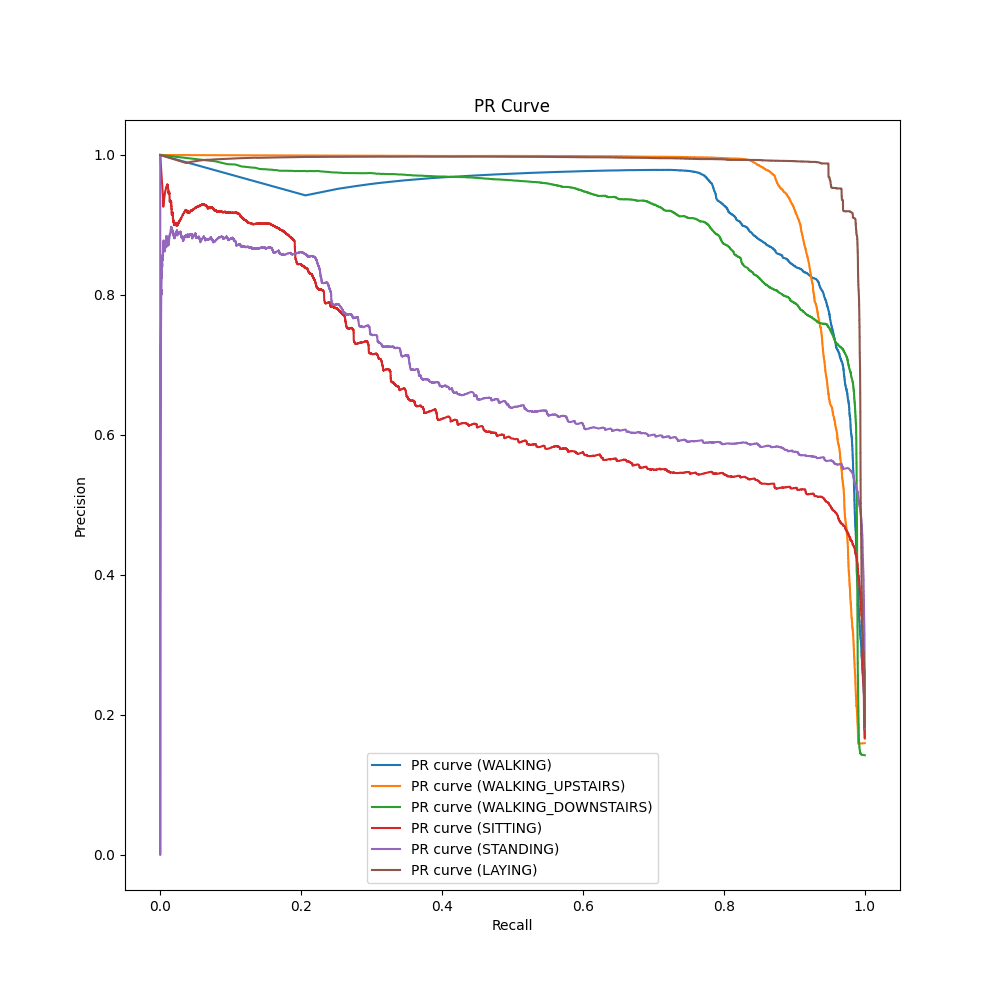 PR Curve
1.0
0.8
0.6
0.4
0.2
0.0
Precision
PR curve (WALKING)
PR curve (WALKING_UPSTAIRS)
PR curve (WALKING_DOWNSTAIRS)
PR curve (SITTING)
PR curve (STANDING)
PR curve (LAYING)
0.0 0.2 0.4 0.6 0.8 1.0
Recall